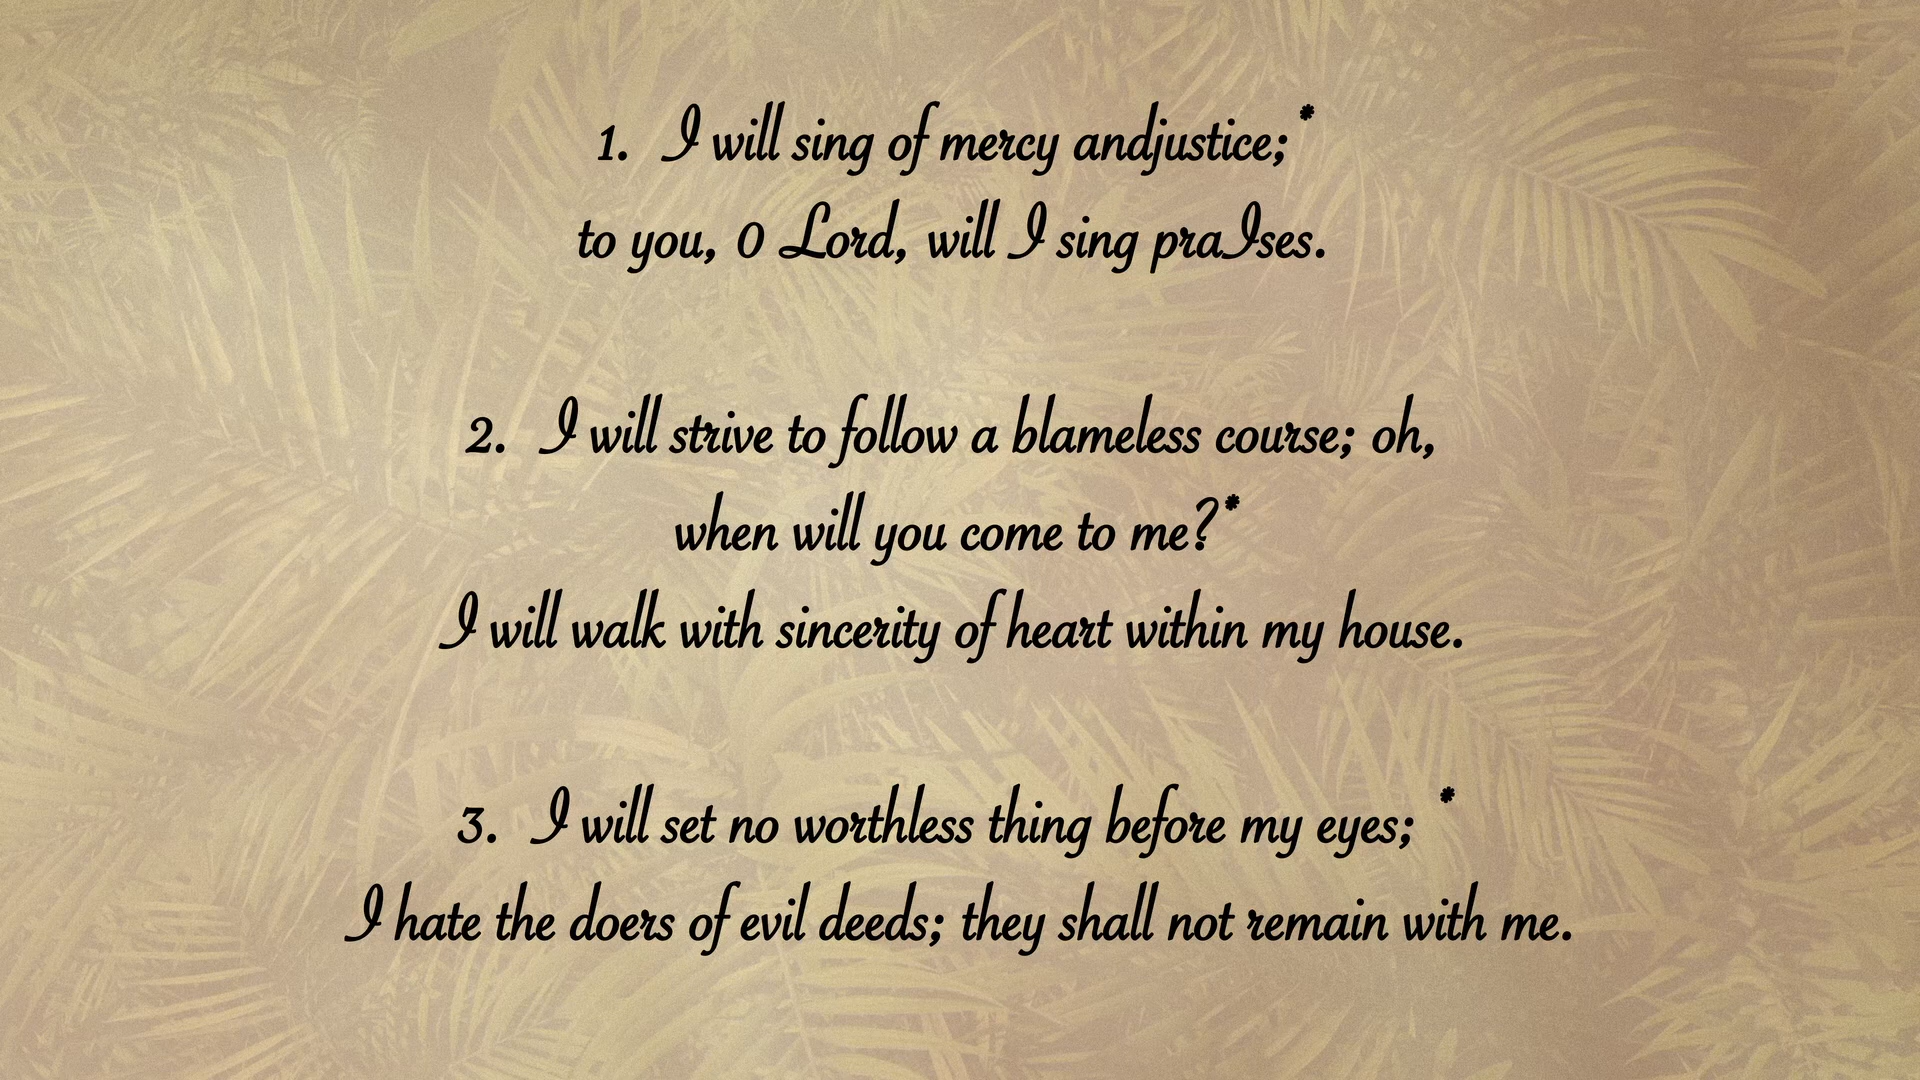 1. I will sing of mercy andjustice;*
to you, 0 Lord, will I sing praIses.
2. I will strive to follow a blameless course; oh,
when will you come to me?*
I will walk with sincerity of heart within my house.
3. I will set no worthless thing before my eyes; *
I hate the doers of evil deeds; they shall not remain with me.